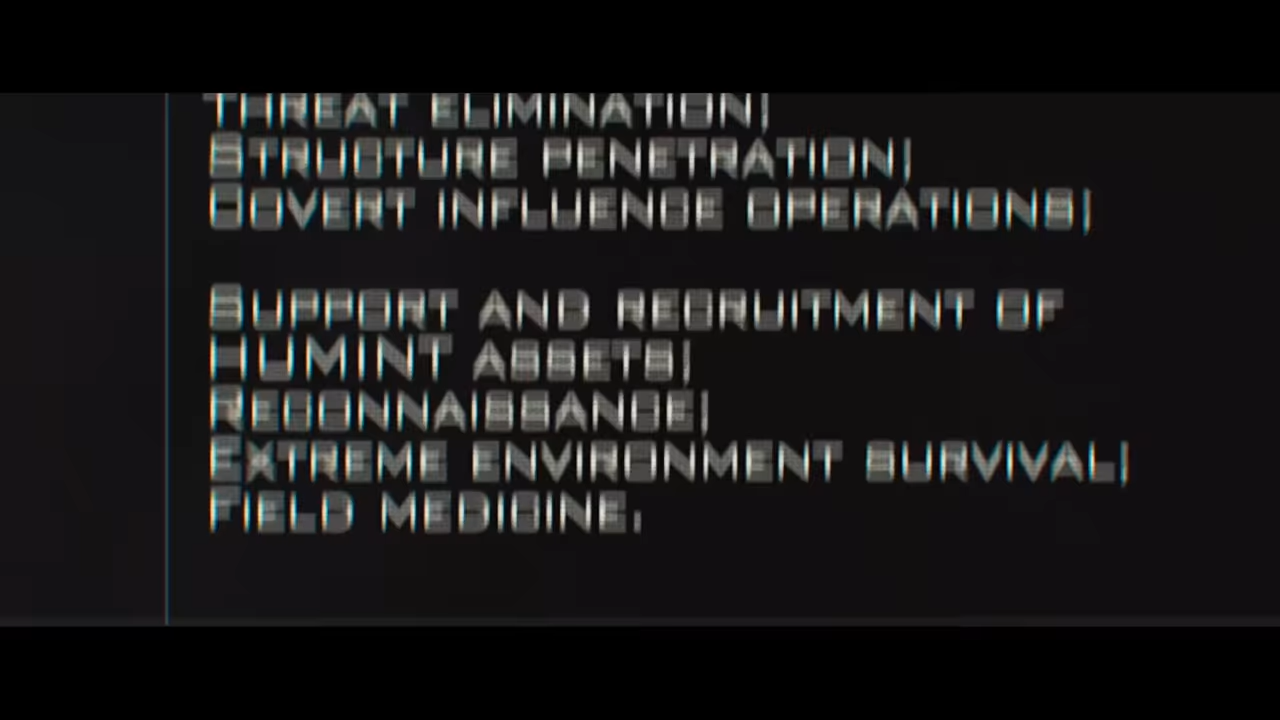 THREAT ELIMINATION;
STRUCTURE PENETRATION;
COVERT INFLUENCE OPERATIONS;
SUPPORT AND RECRUITMENT OF
HUMINT ASSETS;
RECONNAISSANCE;
EXTREME ENVIRONMENT SURVIVAL;
FIELD MEDICINE.